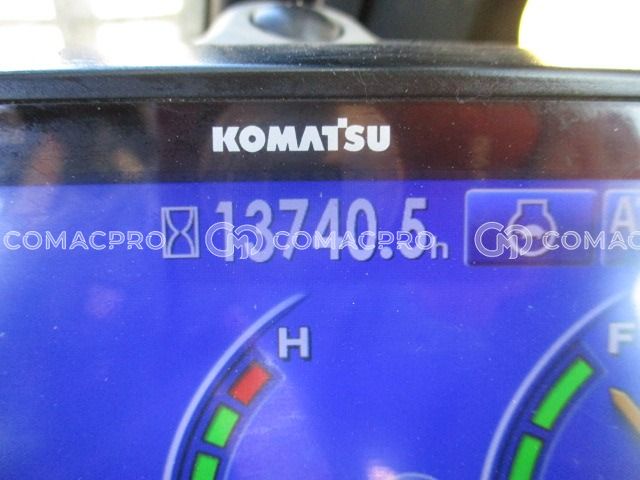 KOMATSU
13740.5h
A
COMACPRO COMACPRO COMACPRO
H
F